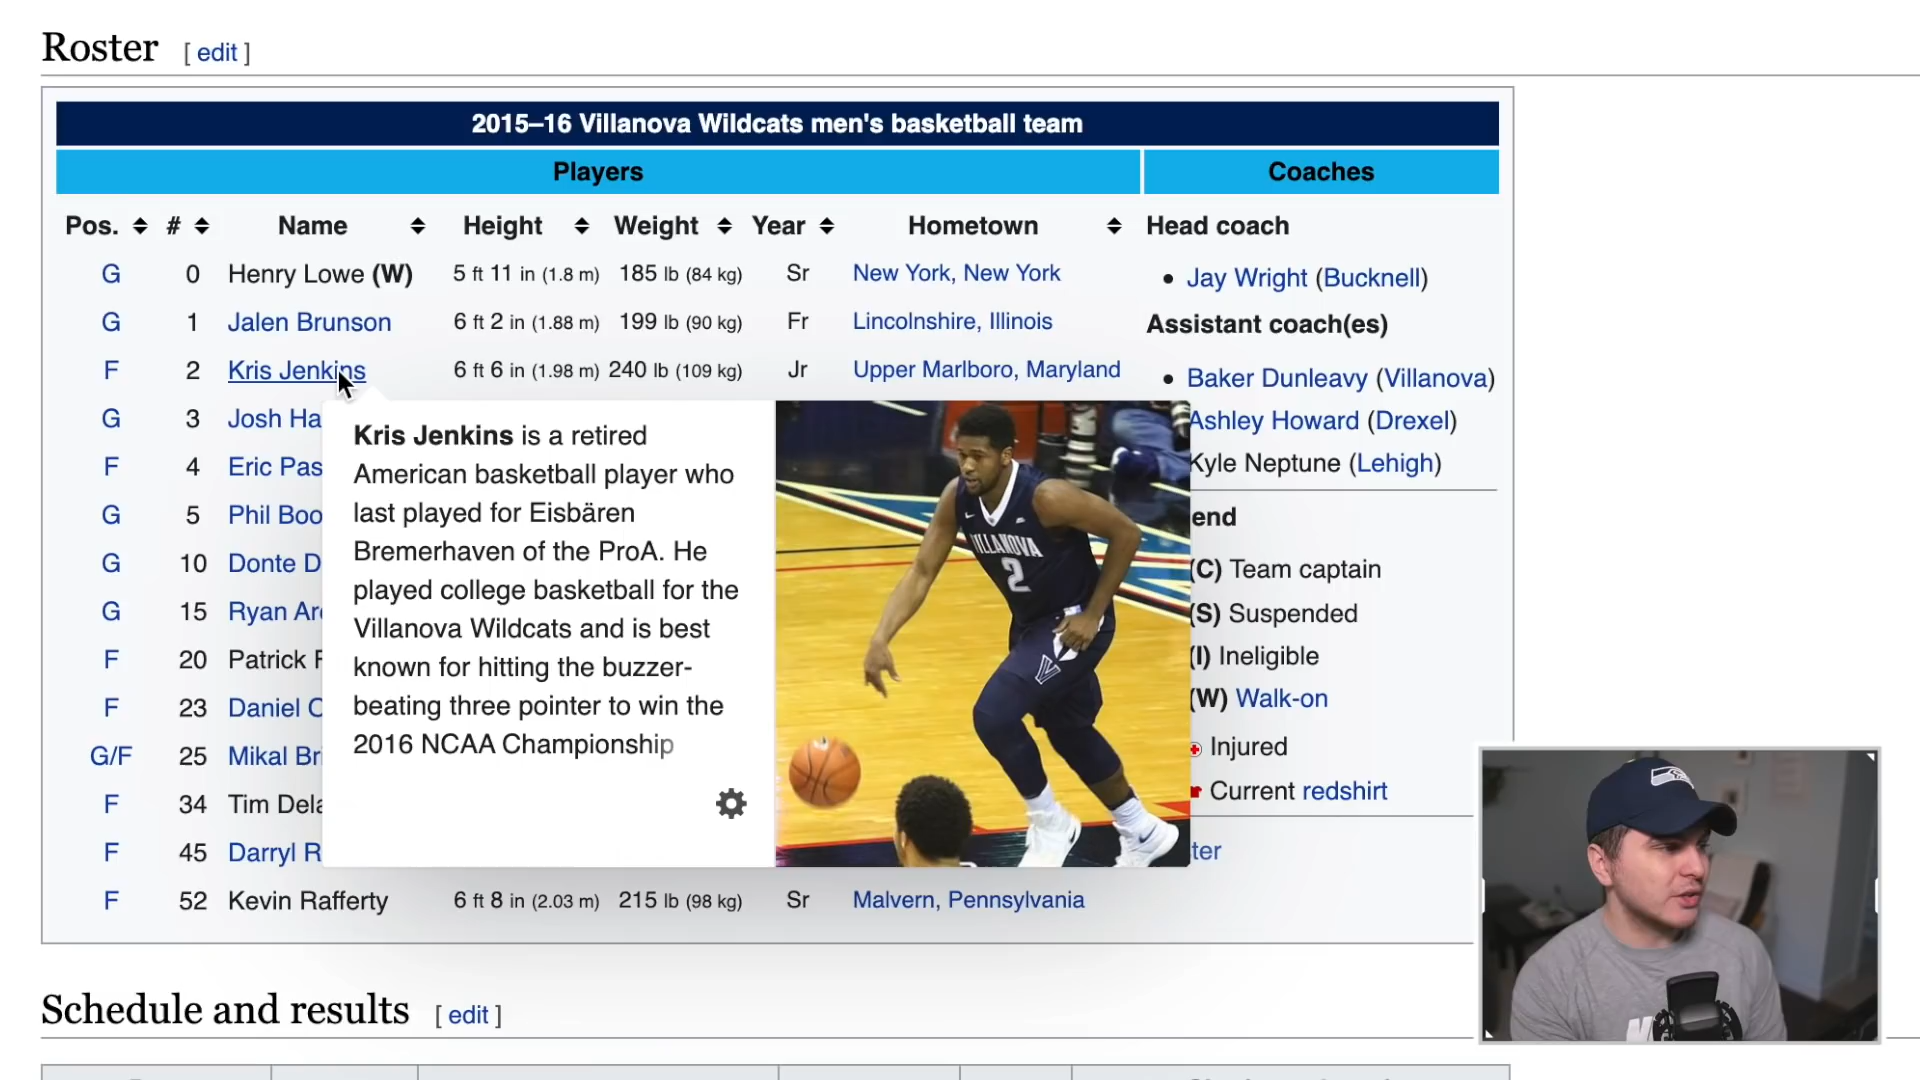 Roster [ edit ]
2015–16 Villanova Wildcats men's basketball team
Players Coaches
Pos. # Name Height Weight Year Hometown
G 0 Henry Lowe (W) 5 ft 11 in (1.8 m) 185 lb (84 kg) Sr New York, New York
G 1 Jalen Brunson 6 ft 2 in (1.88 m) 199 lb (90 kg) Fr Lincolnshire, Illinois
F 2 Kris Jenkins 6 ft 6 in (1.98 m) 240 lb (109 kg) Jr Upper Marlboro, Maryland
G 3 Josh Ha
F 4 Eric Pas
G 5 Phil Boo
G 10 Donte D
G 15 Ryan Ar
F 20 Patrick
F 23 Daniel
G/F 25 Mikal Br
F 34 Tim Dela
F 45 Darryl R
F 52 Kevin Rafferty 6 ft 8 in (2.03 m) 215 lb (98 kg) Sr Malvern, Pennsylvania
Kris Jenkins is a retired
American basketball player who
last played for Eisbären
Bremerhaven of the ProA. He
played college basketball for the
Villanova Wildcats and is best
known for hitting the buzzer-
beating three pointer to win the
2016 NCAA Championship
VILLANOVA
2
Head coach
• Jay Wright (Bucknell)
Assistant coach(es)
• Baker Dunleavy (Villanova)
Ashley Howard (Drexel)
Kyle Neptune (Lehigh)
end
(C) Team captain
(S) Suspended
(I) Ineligible
(W) Walk-on
Injured
Current redshirt
ter
Schedule and results [ edit ]